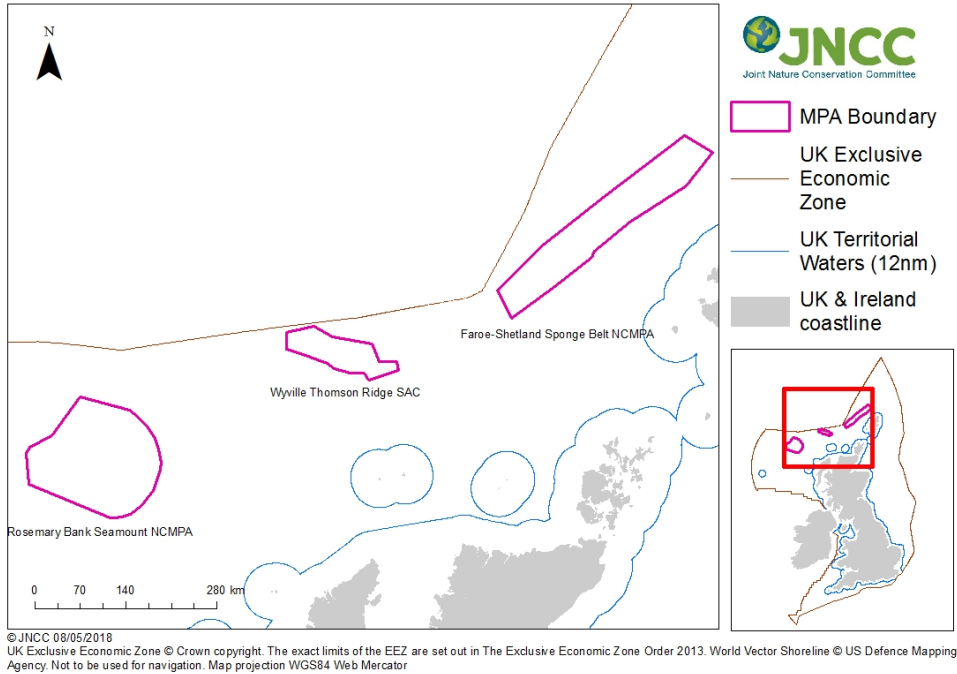 N
JNCC
Joint Nature Conservation Committee
MPA Boundary
UK Exclusive
Economic
Zone
UK Territorial
Waters (12nm)
UK & Ireland
coastline
Faroe-Shetland Sponge Belt NCMPA
Wyville Thomson Ridge SAC
Rosemary Bank Seamount NCMPA
0 70 140 280 km
© JNCC 08/05/2018
UK Exclusive Economic Zone © Crown copyright. The exact limits of the EEZ are set out in The Exclusive Economic Zone Order 2013. World Vector Shoreline © US Defence Mapping
Agency. Not to be used for navigation. Map projection WGS84 Web Mercator